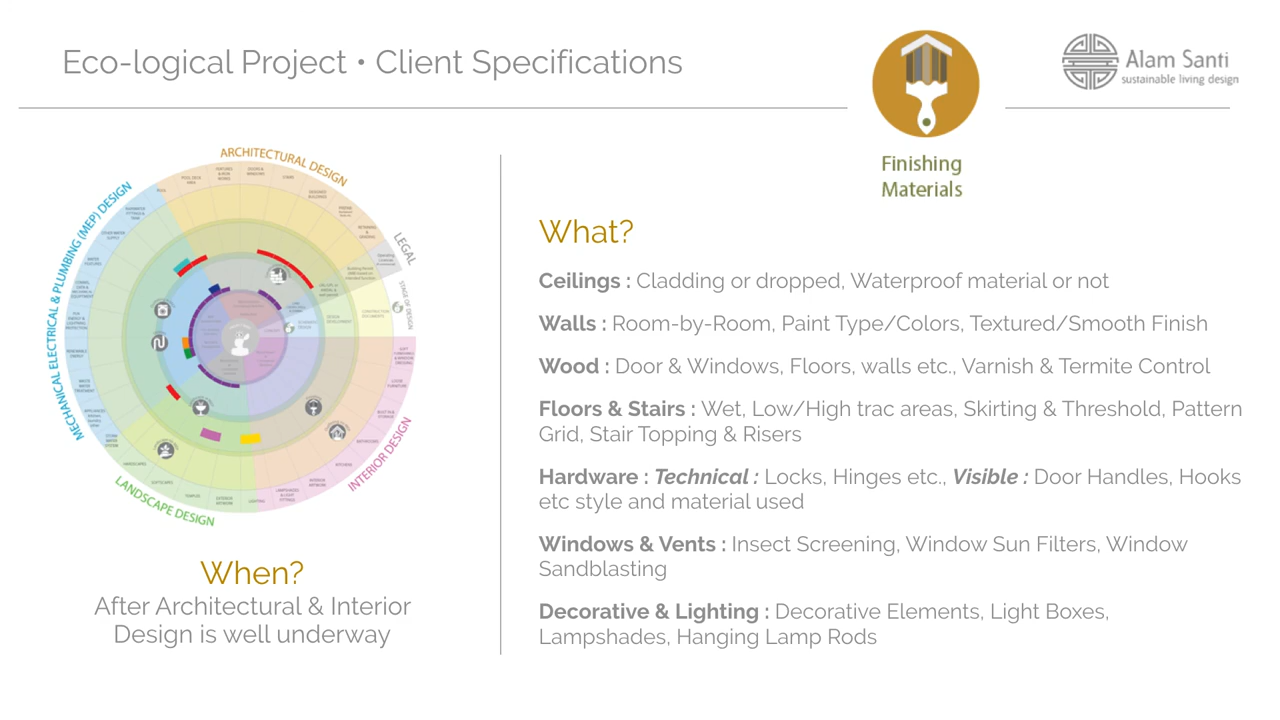 Eco-logical Project • Client Specifications
Alam Santi
sustainable living design
Finishing
Materials
ARCHITECTURAL DESIGN
LEGAL
STAGE OF DESIGN
MECHANICAL ELECTRICAL & PLUMBING (MEP) DESIGN
INTERIOR DESIGN
LANDSCAPE DESIGN
When?
After Architectural & Interior
Design is well underway
What?
Ceilings : Cladding or dropped, Waterproof material or not
Walls : Room-by-Room, Paint Type/Colors, Textured/Smooth Finish
Wood : Door & Windows, Floors, walls etc., Varnish & Termite Control
Floors & Stairs : Wet, Low/High trac areas, Skirting & Threshold, Pattern
Grid, Stair Topping & Risers
Hardware : Technical : Locks, Hinges etc., Visible : Door Handles, Hooks
etc style and material used
Windows & Vents : Insect Screening, Window Sun Filters, Window
Sandblasting
Decorative & Lighting : Decorative Elements, Light Boxes,
Lampshades, Hanging Lamp Rods